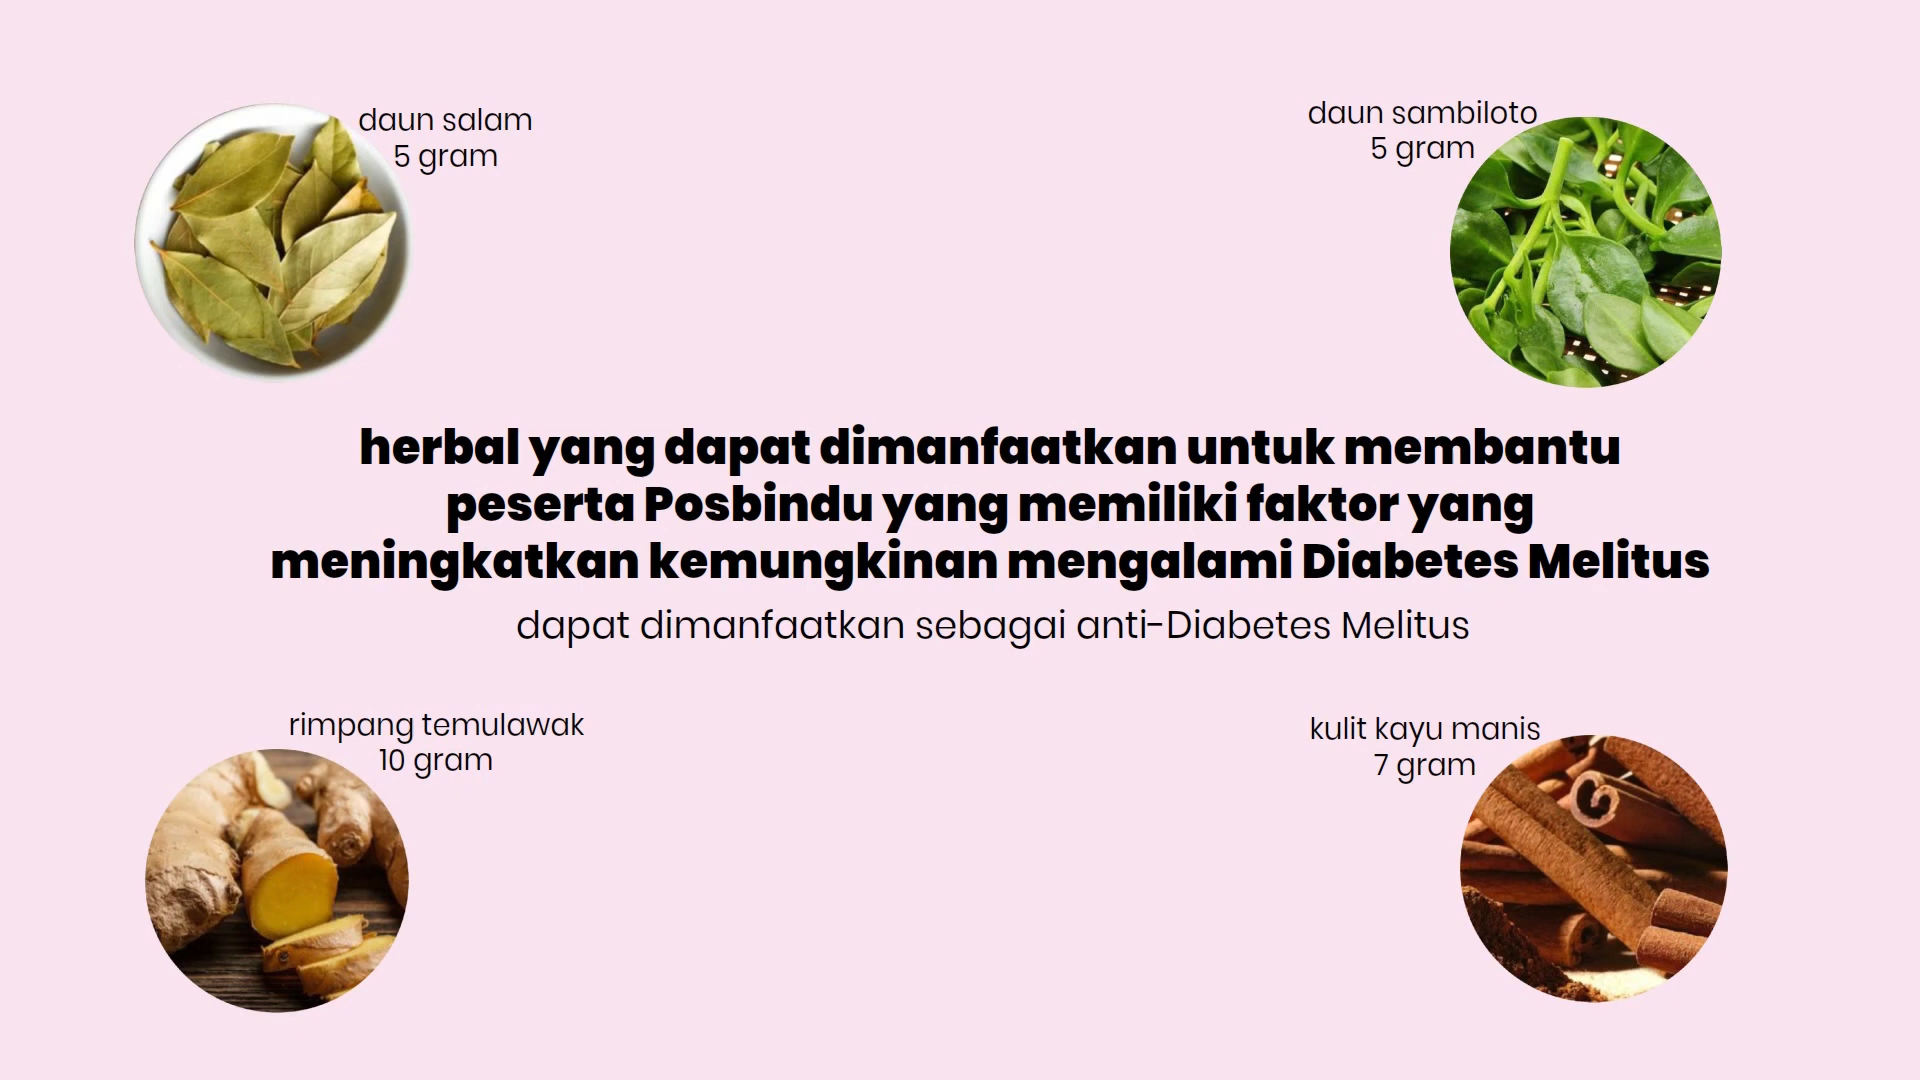 daun salam
5 gram
daun sambiloto
5 gram
herbal yang dapat dimanfaatkan untuk membantu
peserta Posbindu yang memiliki faktor yang
meningkatkan kemungkinan mengalami Diabetes Melitus
dapat dimanfaatkan sebagai anti-Diabetes Melitus
rimpang temulawak
10 gram
kulit kayu manis
7 gram